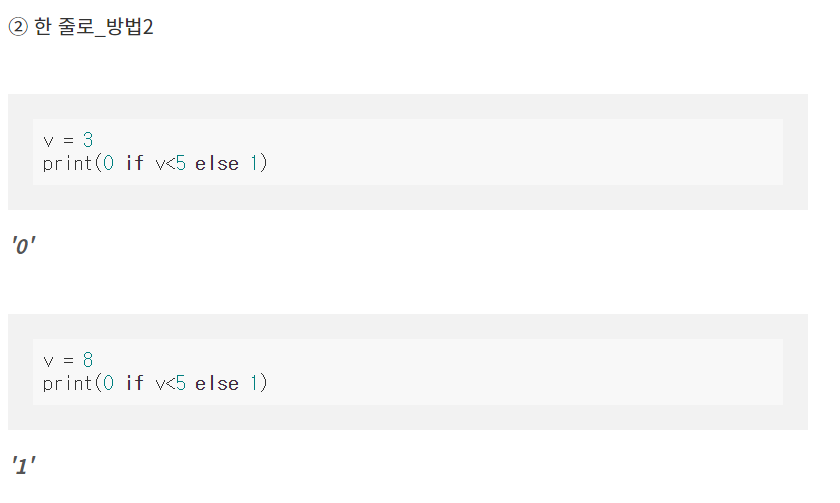 ② 한 줄로_방법2
v = 3
print(0 if v<5 else 1)
'0'
v = 8
print(0 if v<5 else 1)
'1'